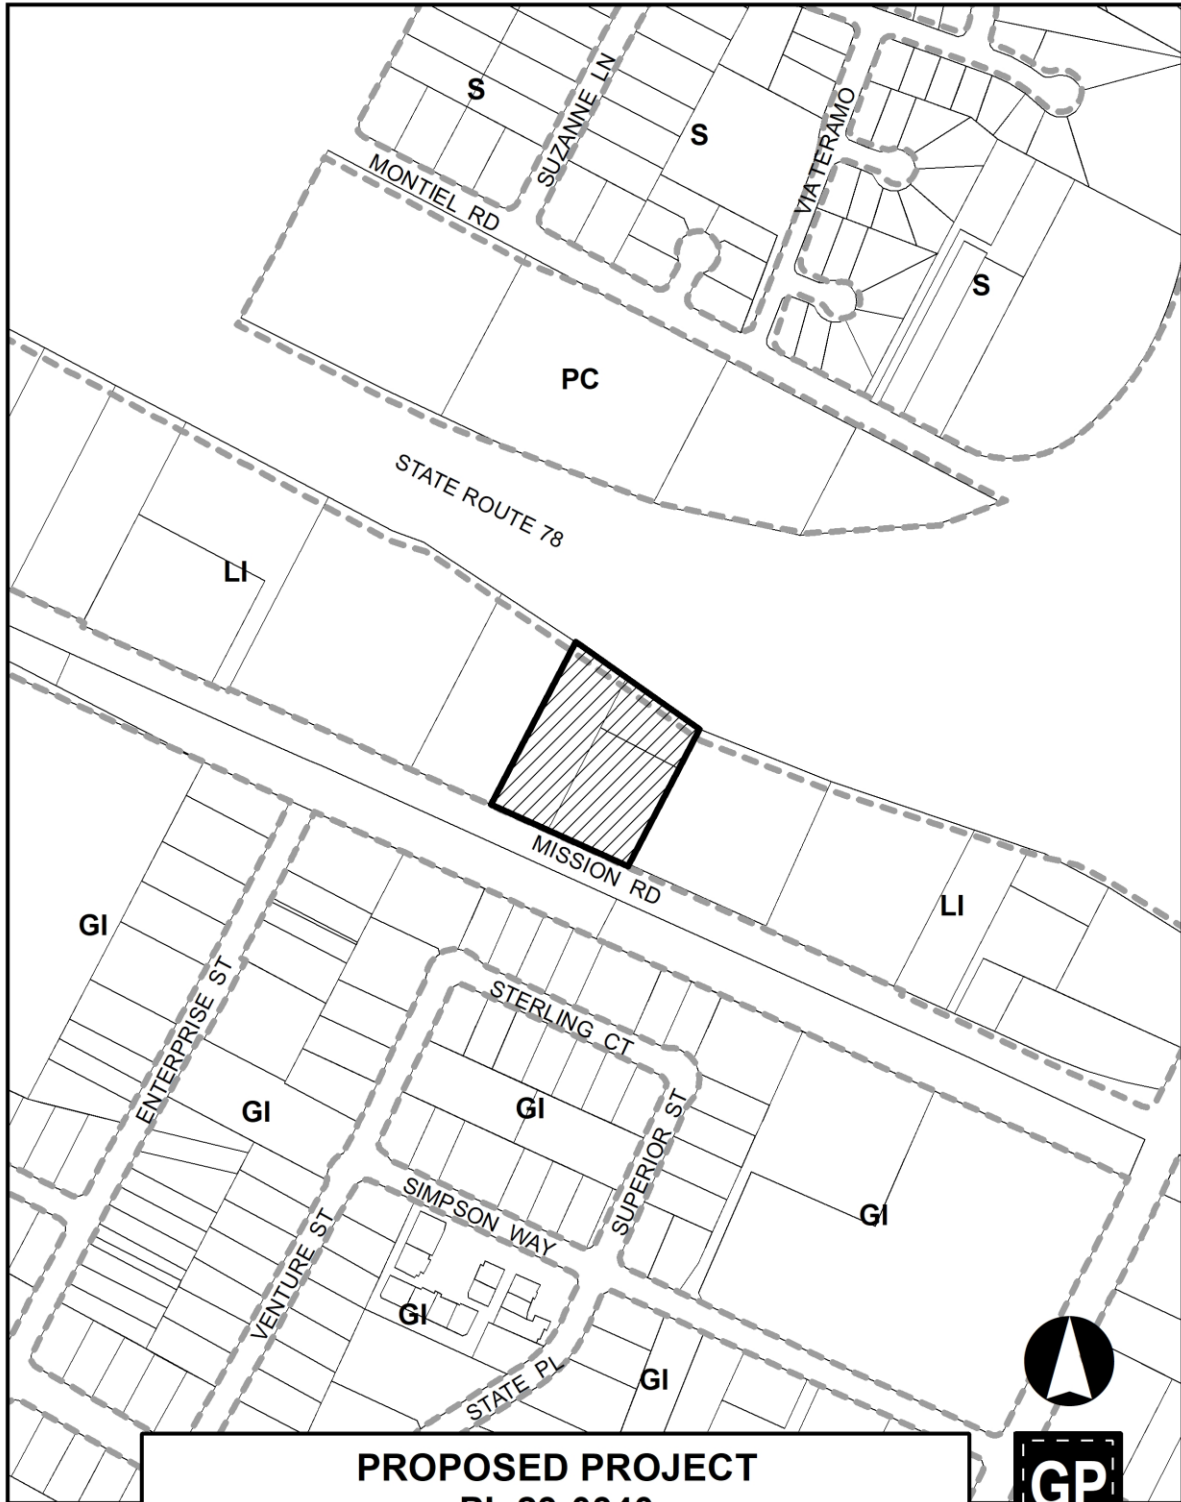 S
SUZANNE LN
S
VIA TERAMO
MONTIEL RD
S
PC
STATE ROUTE 78
LI
MISSION RD
LI
GI
ENTERPRISE ST
STERLING CT
GI
GI
SUPERIOR ST
SIMPSON WAY
GI
VENTURE ST
GI
GI
STATE PL
PROPOSED PROJECT
GP